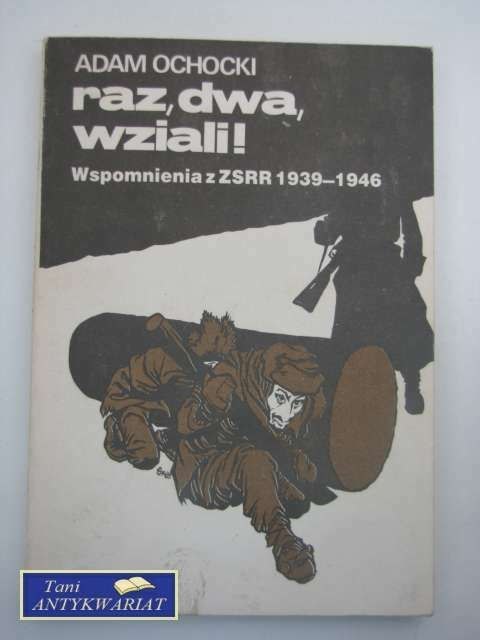 ADAM OCHOCKI
raz, dwa,
wziali!
Wspomnienia z ZSRR 1939–1946
Tani
ANTYKWARIAT